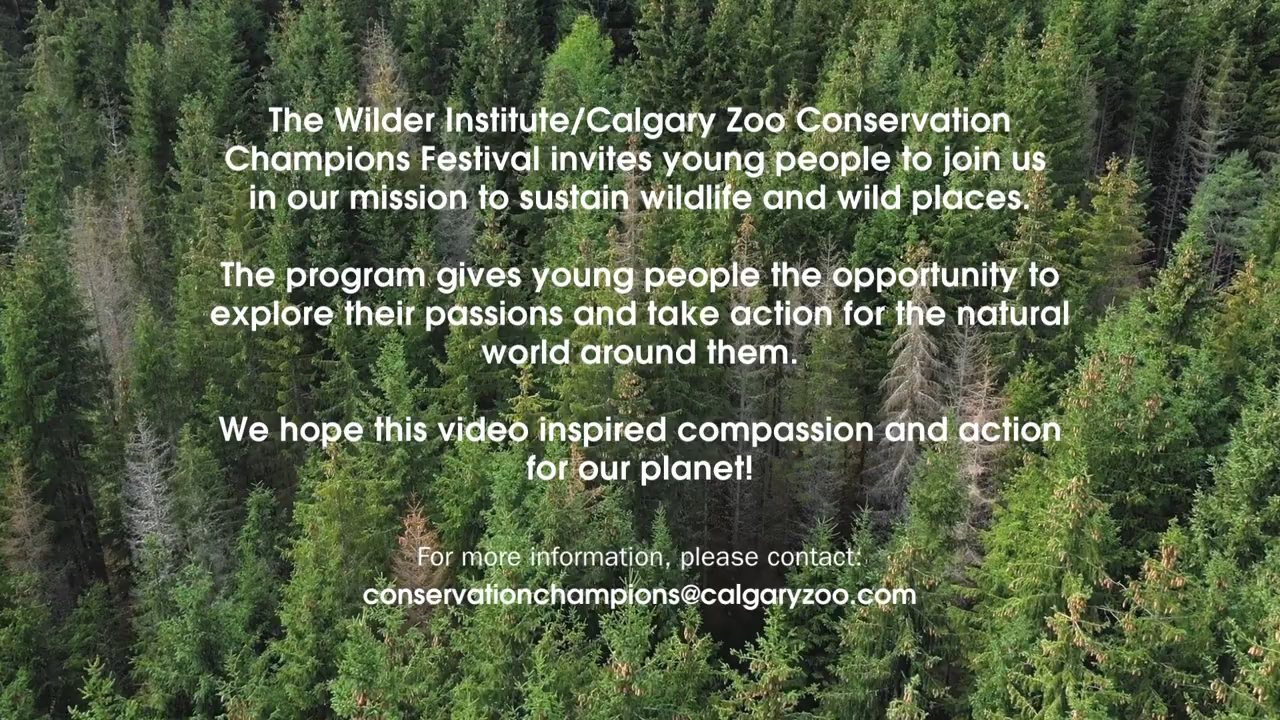 The Wilder Institute/Calgary Zoo Conservation
Champions Festival invites young people to join us
in our mission to sustain wildlife and wild places.
The program gives young people the opportunity to
explore their passions and take action for the natural
world around them.
We hope this video inspired compassion and action
for our planet!
For more information, please contact:
conservationchampions@calgaryzoo.com